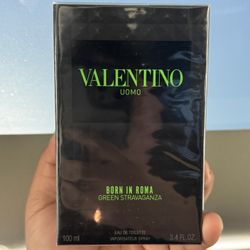 VALENTINO
UOMO
BORN IN ROMA
GREEN STRAVAGANZA
EAU DE TOILETTE
100 ml VAPORISATEUR SPRAY 3.4 FL.OZ.